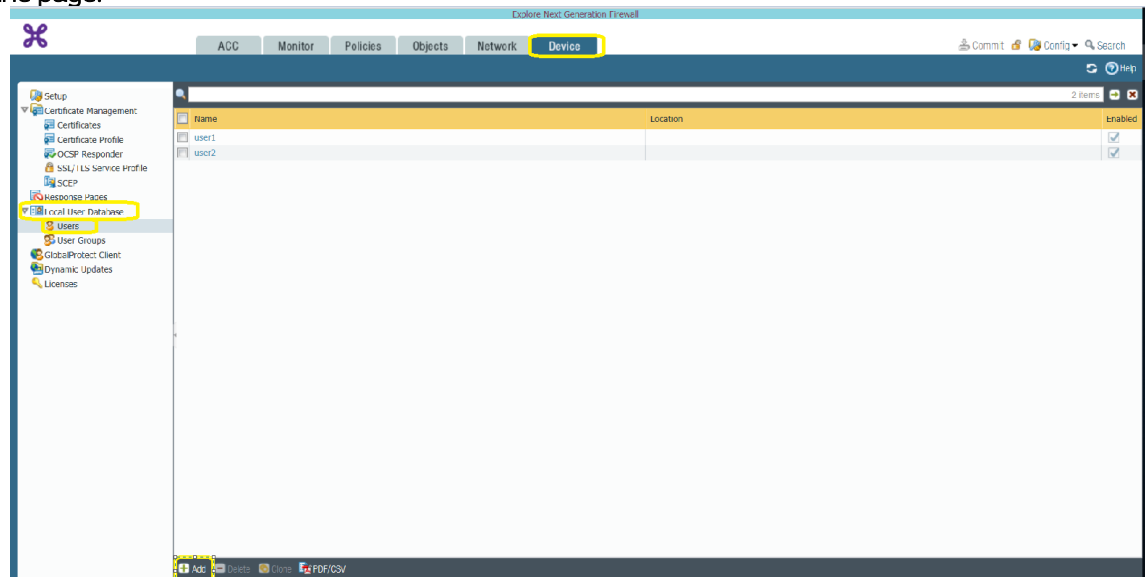 page.
Explore Next Generation Firewall
ACC Monitor Policies Objects Network Device
Commit Config Search
Help
Setup
Certificate Management
Certificates
Certificate Profile
OCSP Responder
SSL/TLS Service Profile
SCEP
Response Pages
Local User Database
Users
User Groups
GlobalProtect Client
Dynamic Updates
Licenses
2 items
Name Location Enabled
user1
user2
Add Delete Clone PDF/CSV